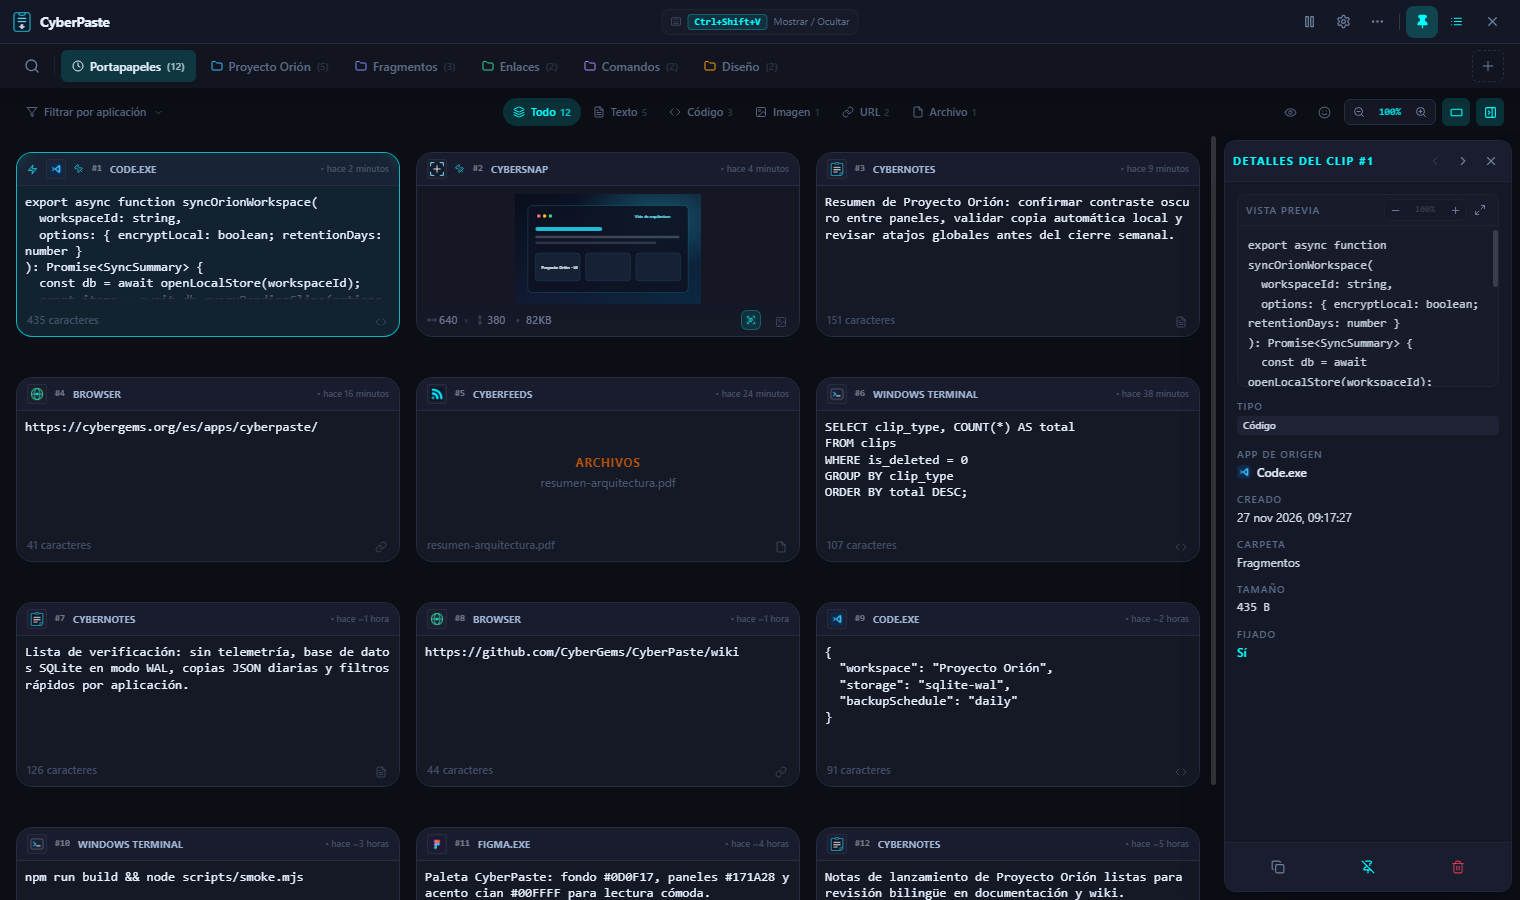 CyberPaste
Ctrl+Shift+V Mostrar / Ocultar
Portapapeles (12)
Proyecto Orión (5)
Fragmentos (3)
Enlaces (2)
Comandos (2)
Diseño (2)
Filtrar por aplicación
Todo 12
Texto 5
Código 3
Imagen 1
URL 2
Archivo 1
100%
#1 CODE.EXE
• hace 2 minutos
export async function syncOrionWorkspace(
workspaceId: string,
options: { encryptLocal: boolean; retentionDays:
number }
): Promise<SyncSummary> {
const db = await openLocalStore(workspaceId);
435 caracteres
#2 CYBERSNAP
• hace 4 minutos
640 • 380 • 82KB
#3 CYBERNOTES
• hace 9 minutos
Resumen de Proyecto Orión: confirmar contraste oscu
ro entre paneles, validar copia automática local y
revisar atajos globales antes del cierre semanal.
151 caracteres
#4 BROWSER
• hace 16 minutos
https://cybergems.org/es/apps/cyberpaste/
41 caracteres
#5 CYBERFEEDS
• hace 24 minutos
ARCHIVOS
resumen-arquitectura.pdf
resumen-arquitectura.pdf
#6 WINDOWS TERMINAL
• hace 38 minutos
SELECT clip_type, COUNT(*) AS total
FROM clips
WHERE is_deleted = 0
GROUP BY clip_type
ORDER BY total DESC;
107 caracteres
#7 CYBERNOTES
• hace ~1 hora
Lista de verificación: sin telemetría, base de dato
s SQLite en modo WAL, copias JSON diarias y filtros
rápidos por aplicación.
126 caracteres
#8 BROWSER
• hace ~1 hora
https://github.com/CyberGems/CyberPaste/wiki
44 caracteres
#9 CODE.EXE
• hace ~2 horas
{
"workspace": "Proyecto Orión",
"storage": "sqlite-wal",
"backupSchedule": "daily"
}
91 caracteres
#10 WINDOWS TERMINAL
• hace ~3 horas
npm run build && node scripts/smoke.mjs
#11 FIGMA.EXE
• hace ~4 horas
Paleta CyberPaste: fondo #0D0F17, paneles #171A28 y
acento cian #00FFFF para lectura cómoda.
#12 CYBERNOTES
• hace ~5 horas
Notas de lanzamiento de Proyecto Orión listas para
revisión bilingüe en documentación y wiki.
DETALLES DEL CLIP #1
VISTA PREVIA
100%
export async function
syncOrionWorkspace(
workspaceId: string,
options: { encryptLocal: boolean;
retentionDays: number }
): Promise<SyncSummary> {
const db = await
openLocalStore(workspaceId);
TIPO
Código
APP DE ORIGEN
Code.exe
CREADO
27 nov 2026, 09:17:27
CARPETA
Fragmentos
TAMAÑO
435 B
FIJADO
Sí